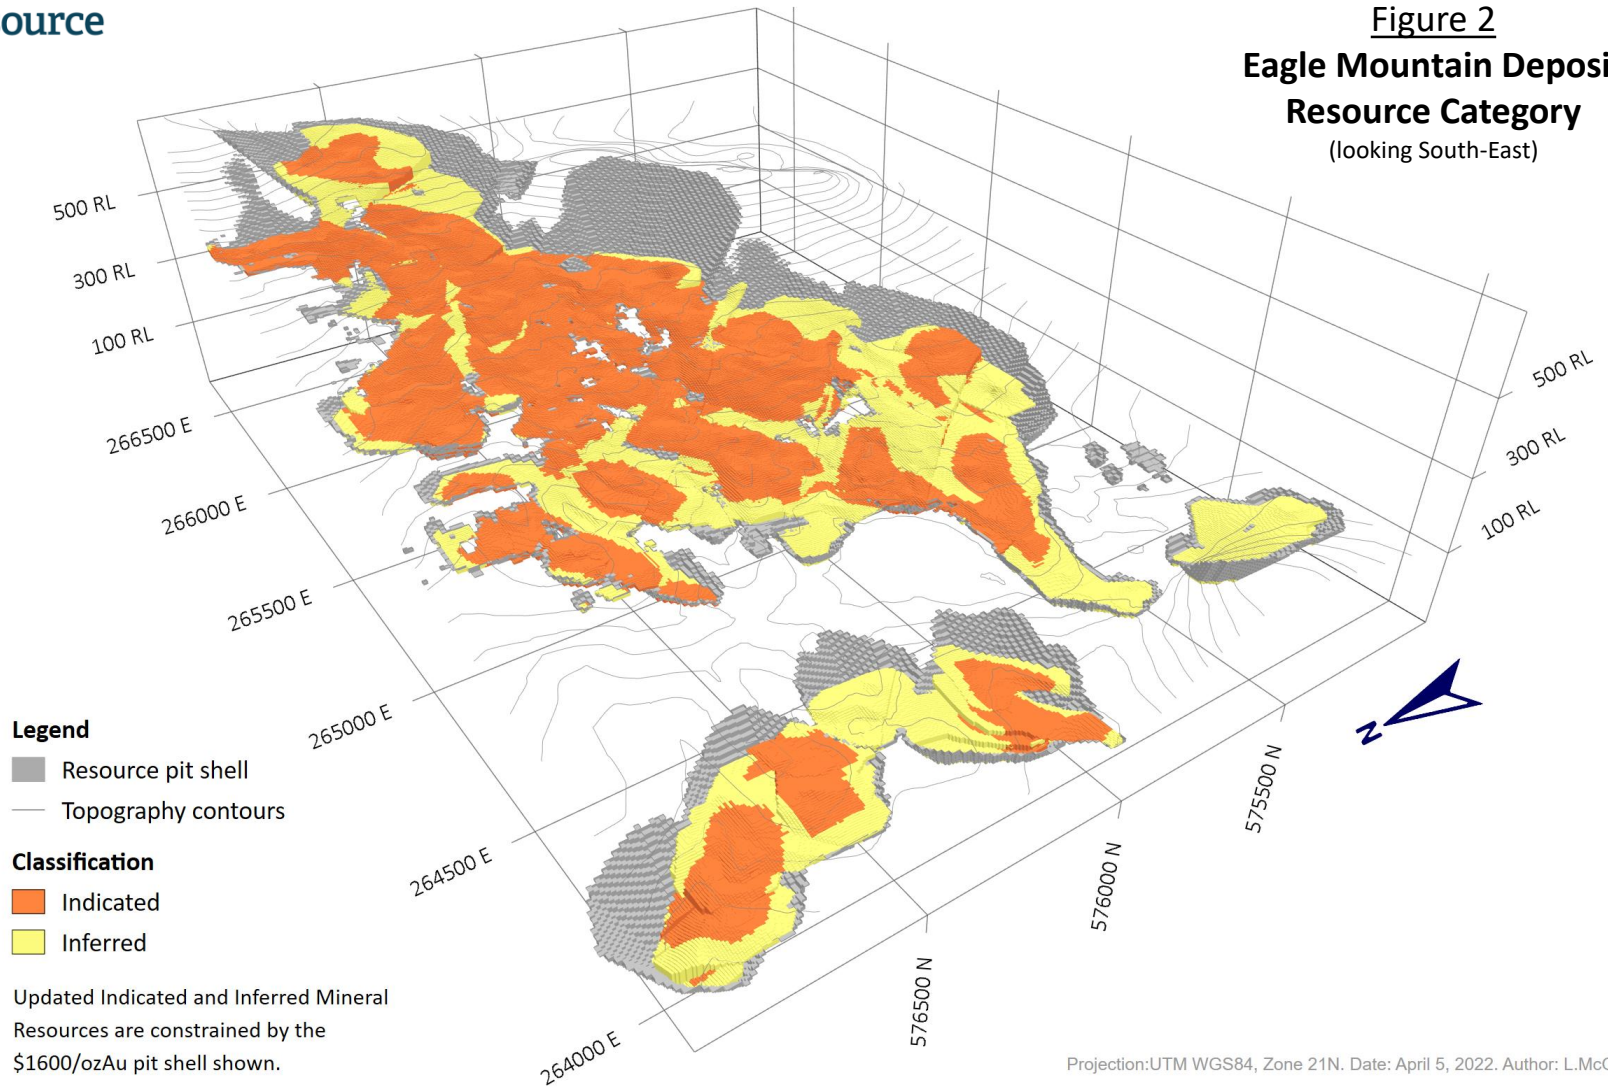 ource
Figure 2
Eagle Mountain Deposi
Resource Category
(looking South-East)
500 RL
300 RL
100 RL
500 RL
300 RL
100 RL
266500 E
266000 E
265500 E
265000 E
264500 E
264000 E
575500 N
576000 N
576500 N
N
Legend
Resource pit shell
Topography contours
Classification
Indicated
Inferred
Updated Indicated and Inferred Mineral
Resources are constrained by the
$1600/ozAu pit shell shown.
Projection:UTM WGS84, Zone 21N. Date: April 5, 2022. Author: L.McG